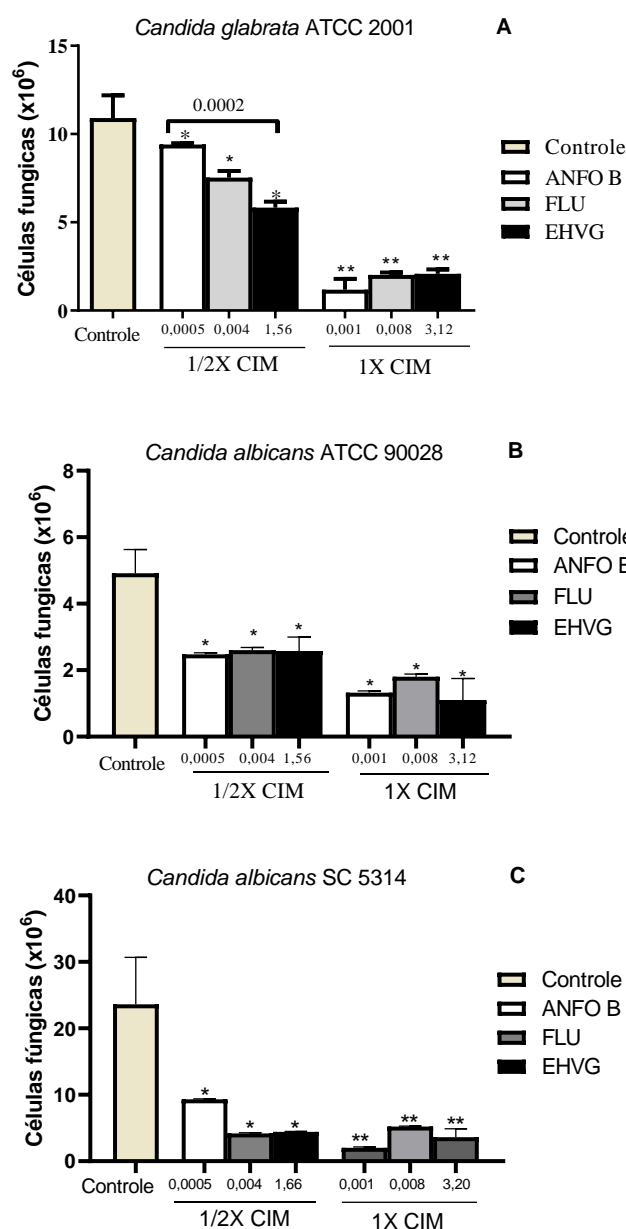 Candida glabrata ATCC 2001 A
Células fungicas (x10⁶)
15
10
5
0
0.0002
* * *
** ** **
Controle
0,0005 0,004 1,56 0,001 0,008 3,12
1/2X CIM 1X CIM
Controle
ANFO B
FLU
EHVG
Candida albicans ATCC 90028 B
Células fungicas (x10⁶)
8
6
4
2
0
* * * * * *
Controle
0,0005 0,004 1,56 0,001 0,008 3,12
1/2X CIM 1X CIM
Controle
ANFO B
FLU
EHVG
Candida albicans SC 5314 C
Células fúngicas (x10⁶)
40
30
20
10
0
* * * ** ** **
Controle
0,0005 0,004 1,66 0,001 0,008 3,20
1/2X CIM 1X CIM
Controle
ANFO B
FLU
EHVG